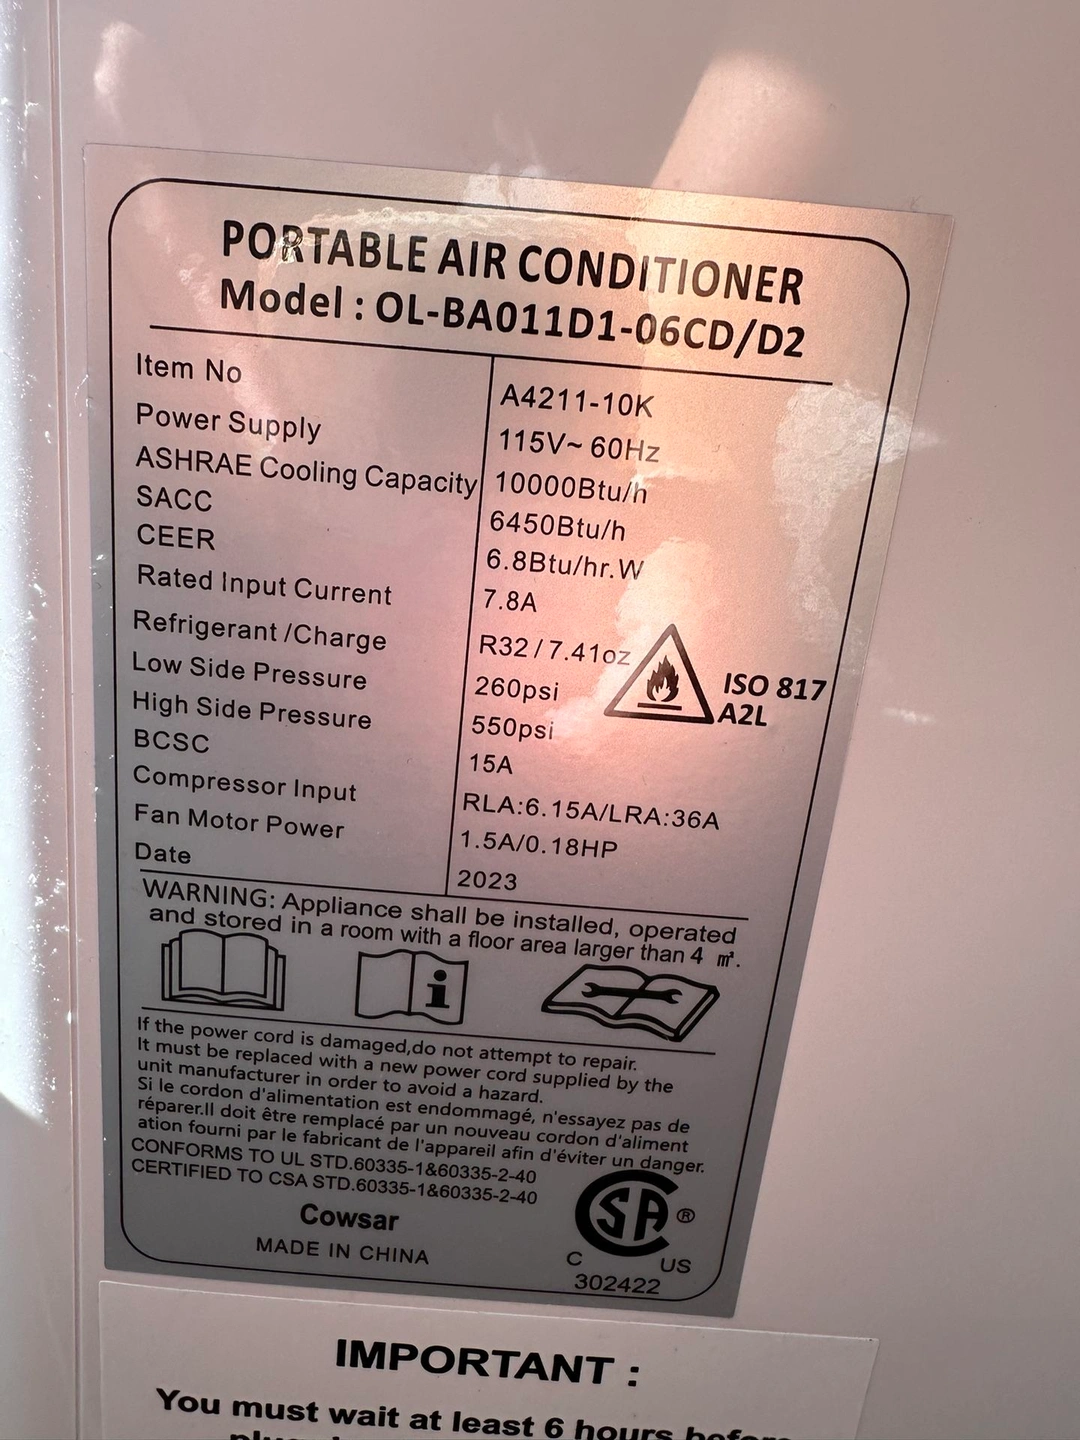 PORTABLE AIR CONDITIONER
Model : OL-BA011D1-06CD/D2
Item No A4211-10K
Power Supply 115V~ 60Hz
ASHRAE Cooling Capacity 10000Btu/h
SACC 6450Btu/h
CEER 6.8Btu/hr.W
Rated Input Current 7.8A
Refrigerant /Charge R32 / 7.41oz
Low Side Pressure 260psi
High Side Pressure 550psi
ISO 817
A2L
BCSC 15A
Compressor Input RLA:6.15A/LRA:36A
Fan Motor Power 1.5A/0.18HP
Date 2023
WARNING: Appliance shall be installed, operated
and stored in a room with a floor area larger than 4 ㎡.
If the power cord is damaged,do not attempt to repair.
It must be replaced with a new power cord supplied by the
unit manufacturer in order to avoid a hazard.
Si le cordon d'alimentation est endommagé, n'essayez pas de
réparer.Il doit être remplacé par un nouveau cordon d'aliment
ation fourni par le fabricant de l'appareil afin d'éviter un danger.
CONFORMS TO UL STD.60335-1&60335-2-40
CERTIFIED TO CSA STD.60335-1&60335-2-40
Cowsar
MADE IN CHINA
SA ®
C US
302422
IMPORTANT :
You must wait at least 6 hours before